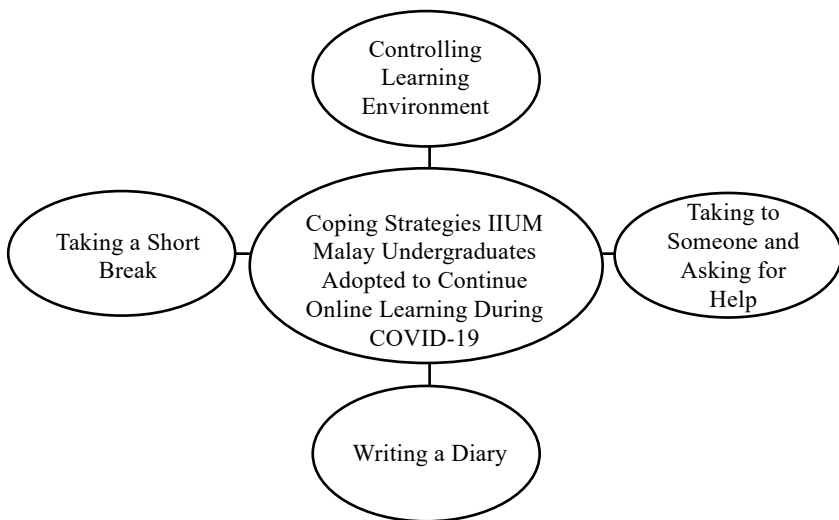 Controlling
Learning
Environment
Taking a Short
Break
Coping Strategies IIUM
Malay Undergraduates
Adopted to Continue
Online Learning During
COVID-19
Taking to
Someone and
Asking for
Help
Writing a Diary